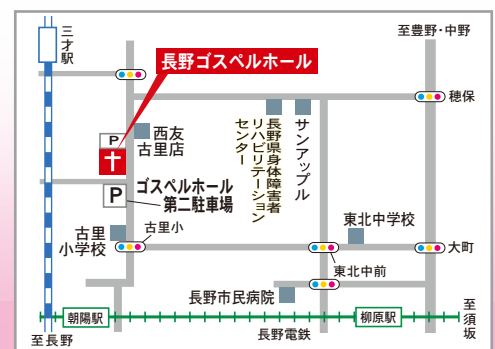 三才駅
至豊野・中野
長野ゴスペルホール
穂保
P
西友
古里店
長野県身体障害者
リハビリテーション
センター
サンアップル
P
ゴスペルホール
第二駐車場
古里
小学校
古里小
東北中学校
大町
東北中前
長野市民病院
朝陽駅
柳原駅
至須坂
至長野
長野電鉄